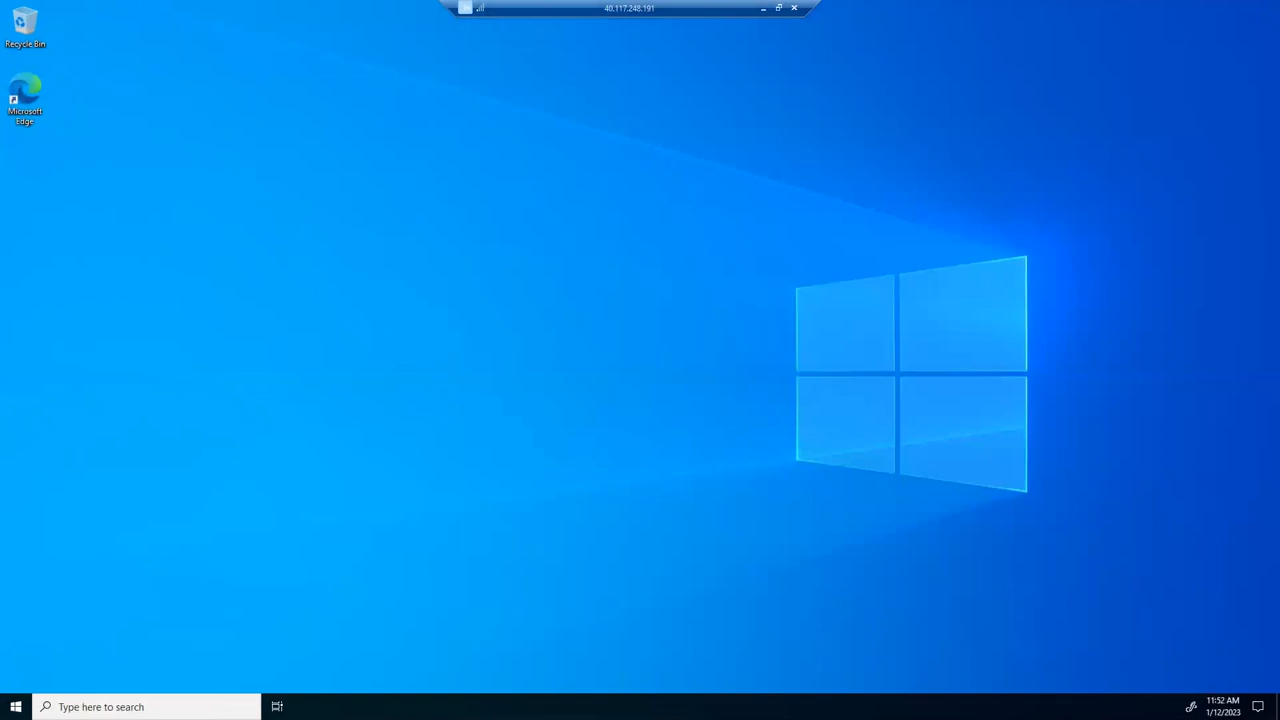 40.117.248.191
Recycle Bin
Microsoft
Edge
Type here to search
11:52 AM
1/12/2023